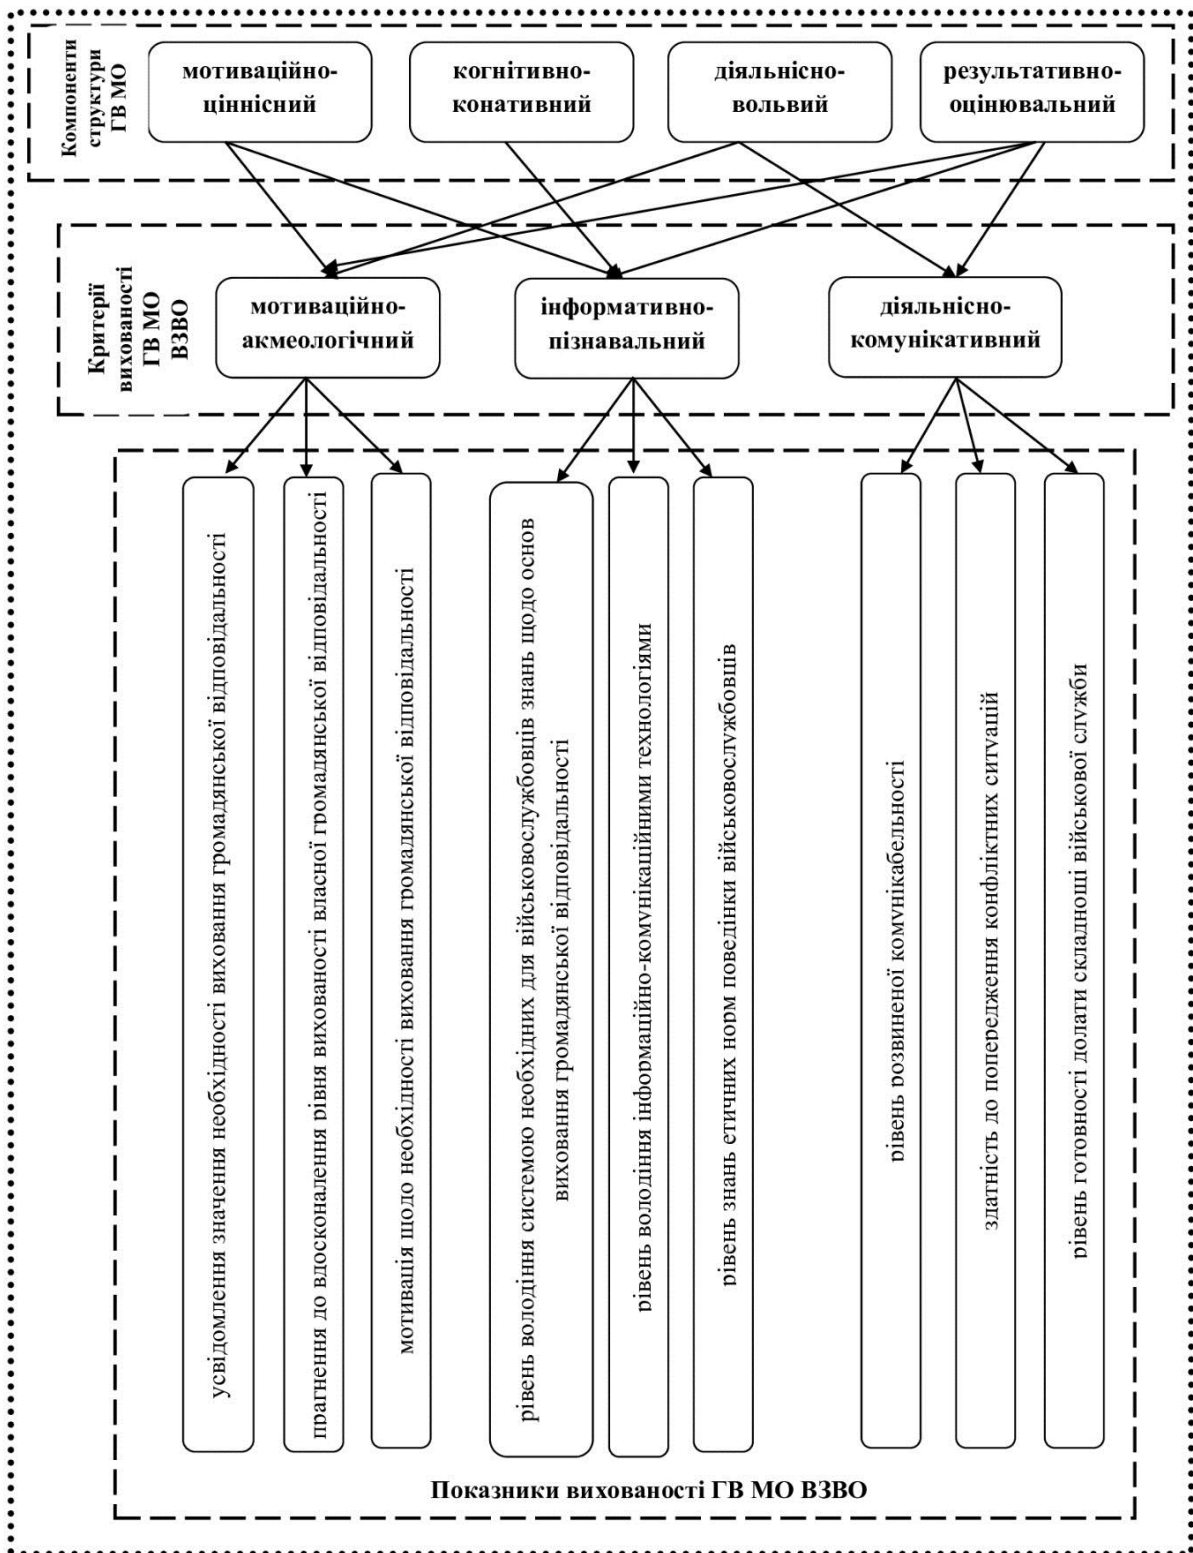 Компоненти
структури
ГВ МО
мотиваційно-
ціннісний
когнітивно-
конативний
діяльнісно-
вольвий
результативно-
оцінювальний
Критерії
вихованості
ГВ МО
ВЗВО
мотиваційно-
акмеологічний
інформативно-
пізнавальний
діяльнісно-
комунікативний
усвідомлення значення необхідності виховання громадянської відповідальності
прагнення до вдосконалення рівня вихованості власної громадянської відповідальності
мотивація щодо необхідності виховання громадянської відповідальності
рівень володіння системою необхідних для військовослужбовців знань щодо основ
виховання громадянської відповідальності
рівень володіння інформаційно-комунікаційними технологіями
рівень знань етичних норм поведінки військовослужбовців
рівень розвиненої комунікабельності
здатність до попередження конфліктних ситуацій
рівень готовності долати складноші військової служби
Показники вихованості ГВ МО ВЗВО